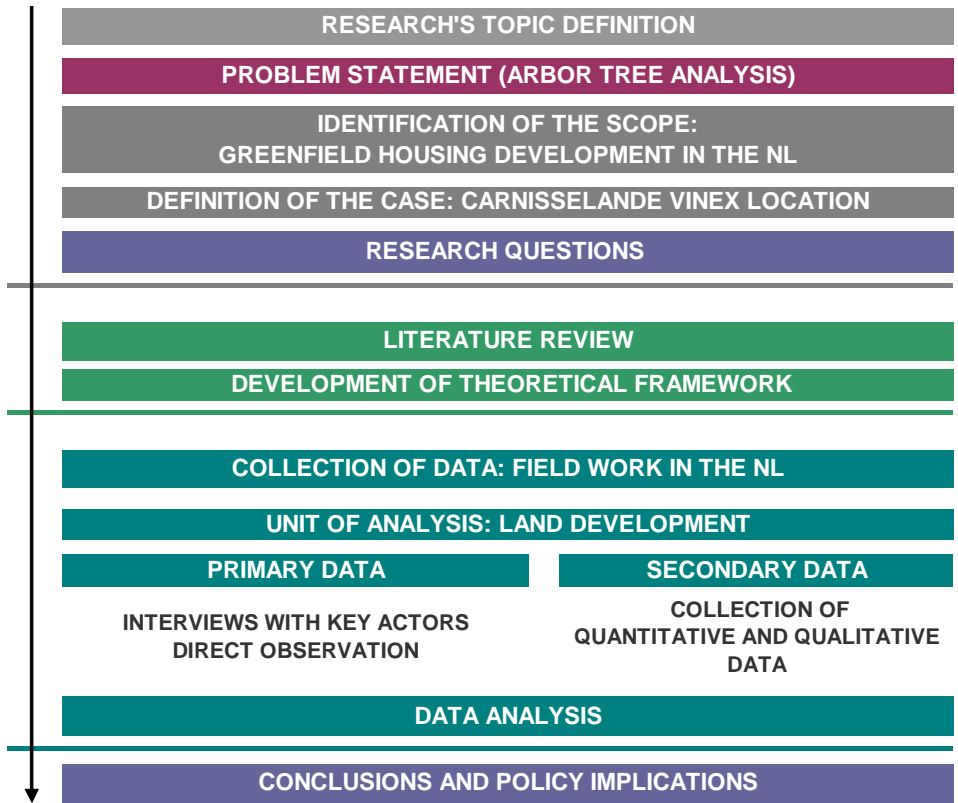 RESEARCH'S TOPIC DEFINITION
PROBLEM STATEMENT (ARBOR TREE ANALYSIS)
IDENTIFICATION OF THE SCOPE:
GREENFIELD HOUSING DEVELOPMENT IN THE NL
DEFINITION OF THE CASE: CARNISSELANDE VINEX LOCATION
RESEARCH QUESTIONS
LITERATURE REVIEW
DEVELOPMENT OF THEORETICAL FRAMEWORK
COLLECTION OF DATA: FIELD WORK IN THE NL
UNIT OF ANALYSIS: LAND DEVELOPMENT
PRIMARY DATA
INTERVIEWS WITH KEY ACTORS
DIRECT OBSERVATION
SECONDARY DATA
COLLECTION OF
QUANTITATIVE AND QUALITATIVE
DATA
DATA ANALYSIS
CONCLUSIONS AND POLICY IMPLICATIONS